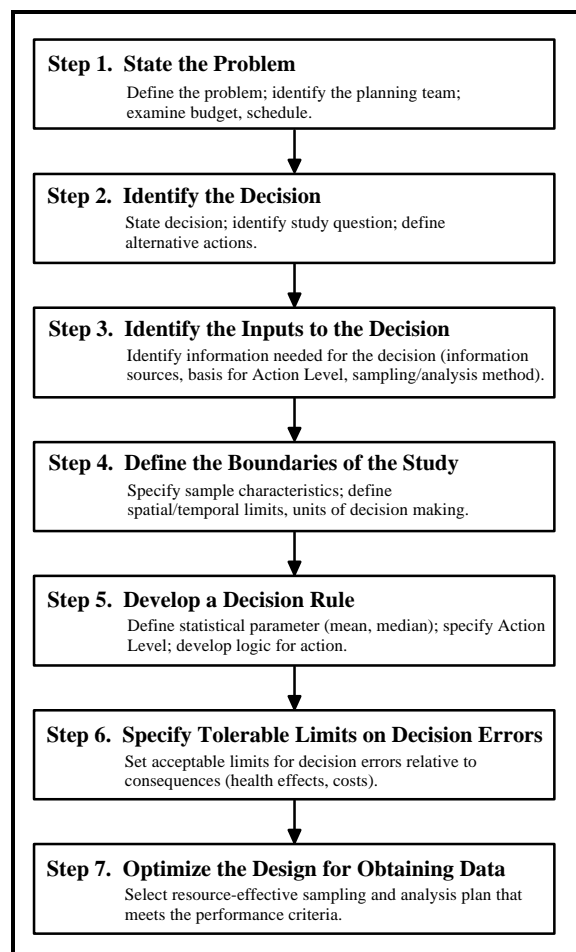 Step 1. State the Problem
Define the problem; identify the planning team;
examine budget, schedule.
Step 2. Identify the Decision
State decision; identify study question; define
alternative actions.
Step 3. Identify the Inputs to the Decision
Identify information needed for the decision (information
sources, basis for Action Level, sampling/analysis method).
Step 4. Define the Boundaries of the Study
Specify sample characteristics; define
spatial/temporal limits, units of decision making.
Step 5. Develop a Decision Rule
Define statistical parameter (mean, median); specify Action
Level; develop logic for action.
Step 6. Specify Tolerable Limits on Decision Errors
Set acceptable limits for decision errors relative to
consequences (health effects, costs).
Step 7. Optimize the Design for Obtaining Data
Select resource-effective sampling and analysis plan that
meets the performance criteria.